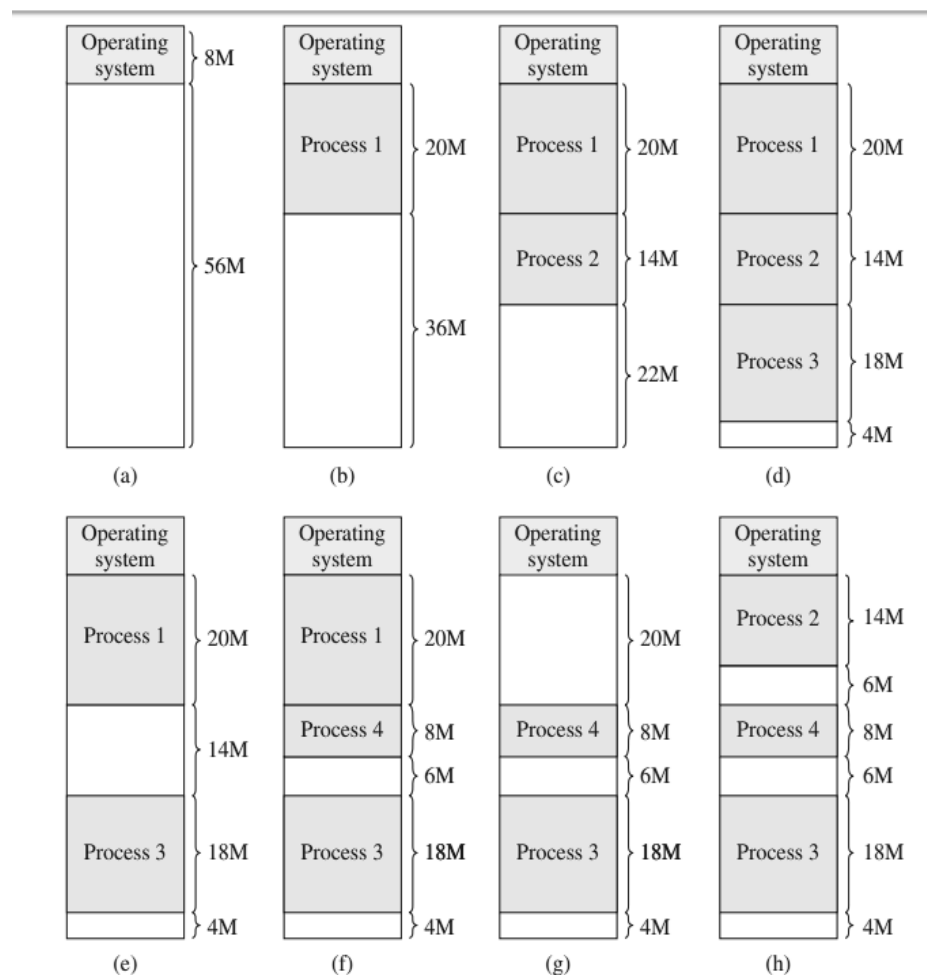 Operating
system
8M
56M
(a)
Operating
system
Process 1
20M
36M
(b)
Operating
system
Process 1
20M
Process 2
14M
22M
(c)
Operating
system
Process 1
20M
Process 2
14M
Process 3
18M
4M
(d)
Operating
system
Process 1
20M
14M
Process 3
18M
4M
(e)
Operating
system
Process 1
20M
Process 4
8M
6M
Process 3
18M
4M
(f)
Operating
system
20M
Process 4
8M
6M
Process 3
18M
4M
(g)
Operating
system
Process 2
14M
6M
Process 4
8M
6M
Process 3
18M
4M
(h)